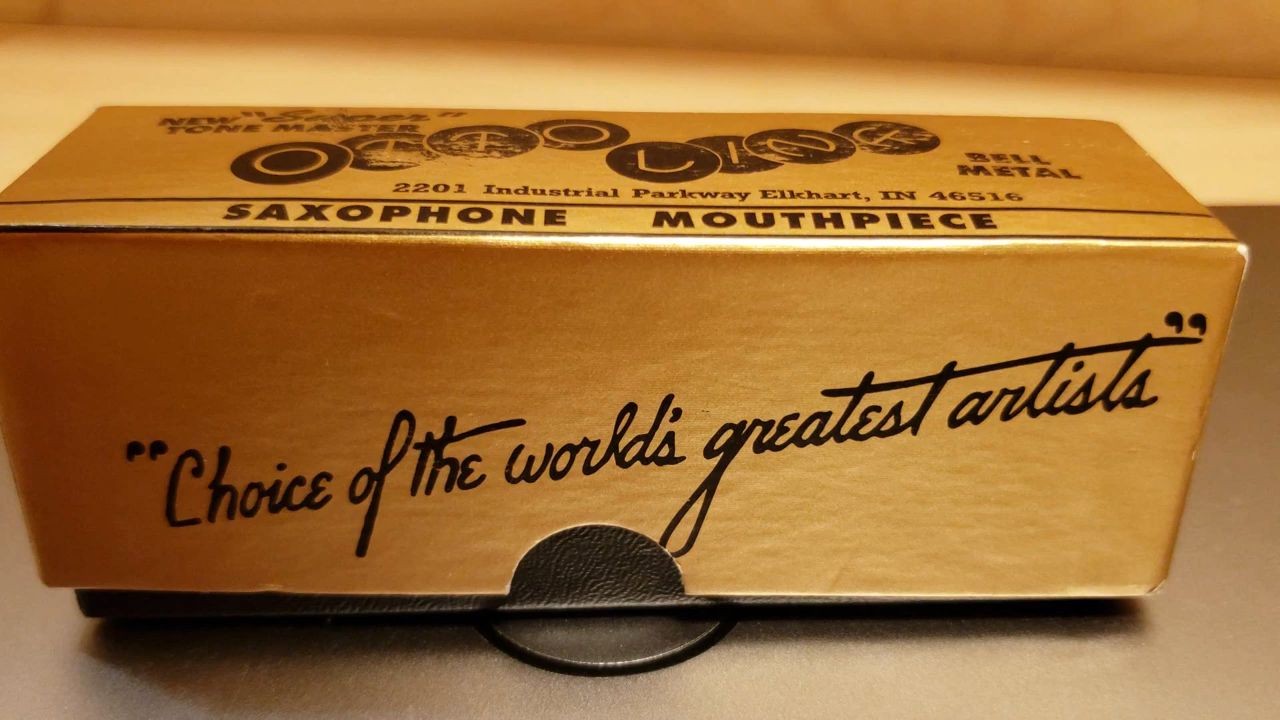 NEW "Super"
TONE MASTER
OTTO LINK
BELL
METAL
2201 Industrial Parkway Elkhart, IN 46516
SAXOPHONE MOUTHPIECE
"Choice of the world's greatest artists"